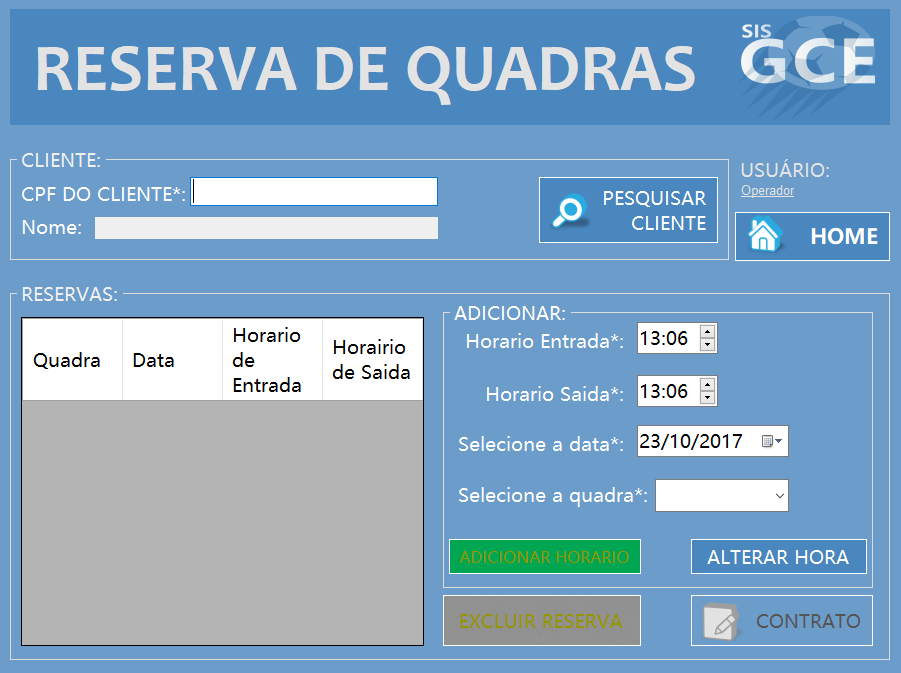 RESERVA DE QUADRAS
SIS
GCE
CLIENTE:
CPF DO CLIENTE*:
Nome:
PESQUISAR
CLIENTE
USUÁRIO:
Operador
HOME
RESERVAS:
Quadra
Data
Horario
de
Entrada
Horairio
de Saida
ADICIONAR:
Horario Entrada*: 13:06
Horario Saida*: 13:06
Selecione a data*: 23/10/2017
Selecione a quadra*:
ADICIONAR HORARIO
ALTERAR HORA
EXCLUIR RESERVA
CONTRATO